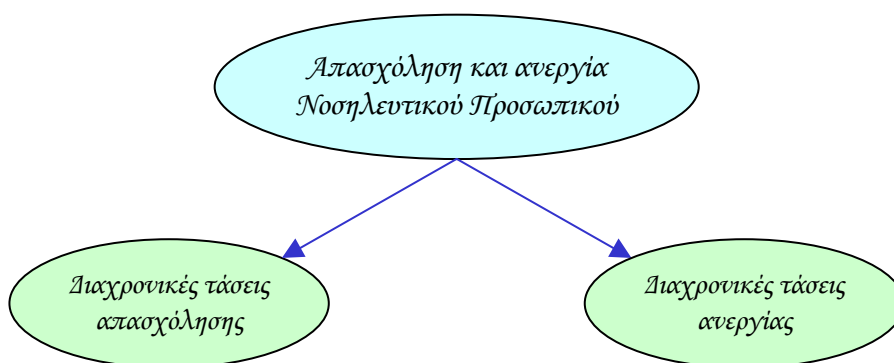 Απασχόληση και ανεργία
Νοσηλευτικού Προσωπικού
Διαχρονικές τάσεις
απασχόλησης
Διαχρονικές τάσεις
ανεργίας